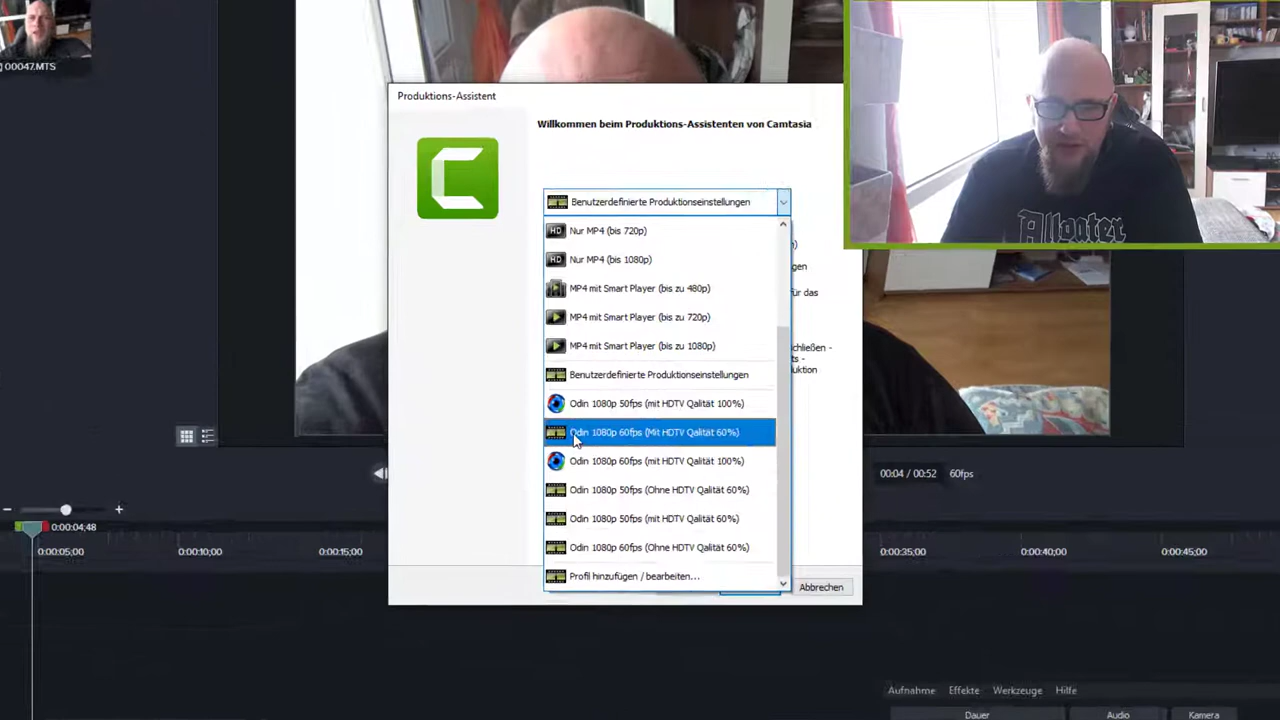 00047.MTS
Produktions-Assistent
Willkommen beim Produktions-Assistenten von Camtasia
Benutzerdefinierte Produktionseinstellungen
Nur MP4 (bis 720p)
Nur MP4 (bis 1080p)
MP4 mit Smart Player (bis zu 480p)
MP4 mit Smart Player (bis zu 720p)
MP4 mit Smart Player (bis zu 1080p)
Benutzerdefinierte Produktionseinstellungen
Odin 1080p 50fps (mit HDTV Qalität 100%)
Odin 1080p 60fps (Mit HDTV Qalität 60%)
Odin 1080p 60fps (mit HDTV Qalität 100%)
Odin 1080p 50fps (Ohne HDTV Qalität 60%)
Odin 1080p 50fps (mit HDTV Qalität 60%)
Odin 1080p 60fps (Ohne HDTV Qalität 60%)
Profil hinzufügen / bearbeiten...
ngen
für das
chließen -
ts -
duktion
Abbrechen
Allgäter
00:04 / 00:52 60fps
0:00:04;48
0:00:05;00 0:00:10;00 0:00:15;00 0:00:35;00 0:00:40;00 0:00:45;00
Aufnahme Effekte Werkzeuge Hilfe
Dauer Audio Kamera